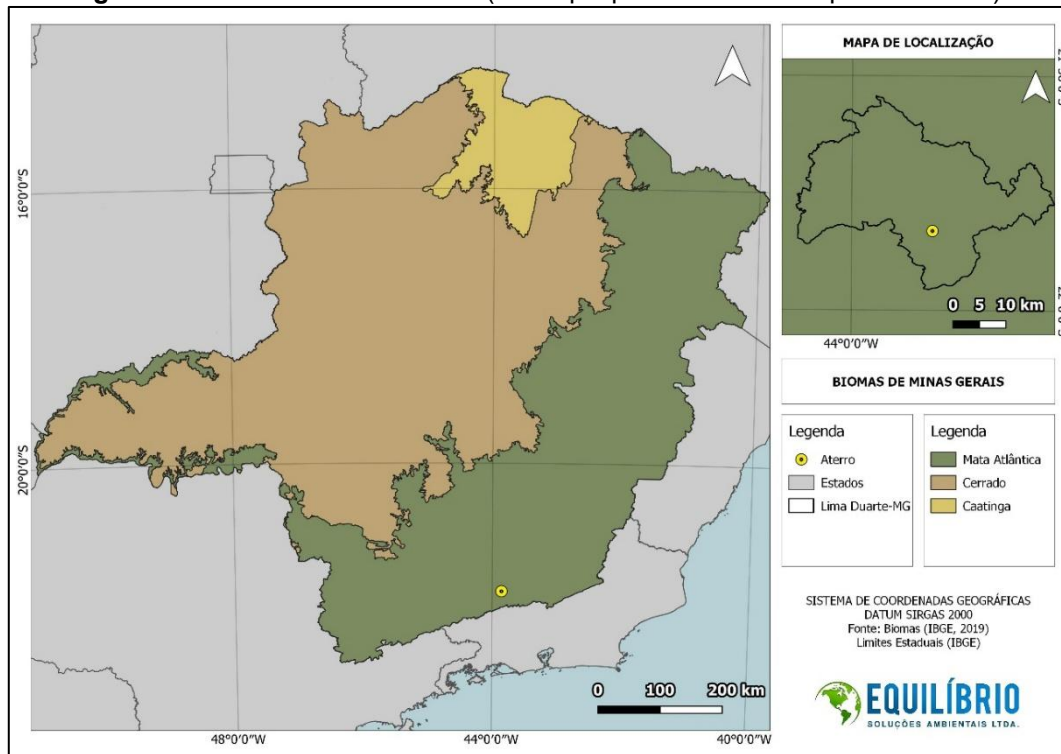 MAPA DE LOCALIZAÇÃO
16°0'0"S
20°0'0"S
48°0'0"W
44°0'0"W
40°0'0"W
0 100 200 km
44°0'0"W
0 5 10 km
BIOMAS DE MINAS GERAIS
Legenda
Aterro
Estados
Lima Duarte-MG
Legenda
Mata Atlântica
Cerrado
Caatinga
SISTEMA DE COORDENADAS GEOGRÁFICAS
DATUM SIRGAS 2000
Fonte: Biomas (IBGE, 2019)
Limites Estaduais (IBGE)
EQUILÍBRIO
SOLUÇÕES AMBIENTAIS LTDA.